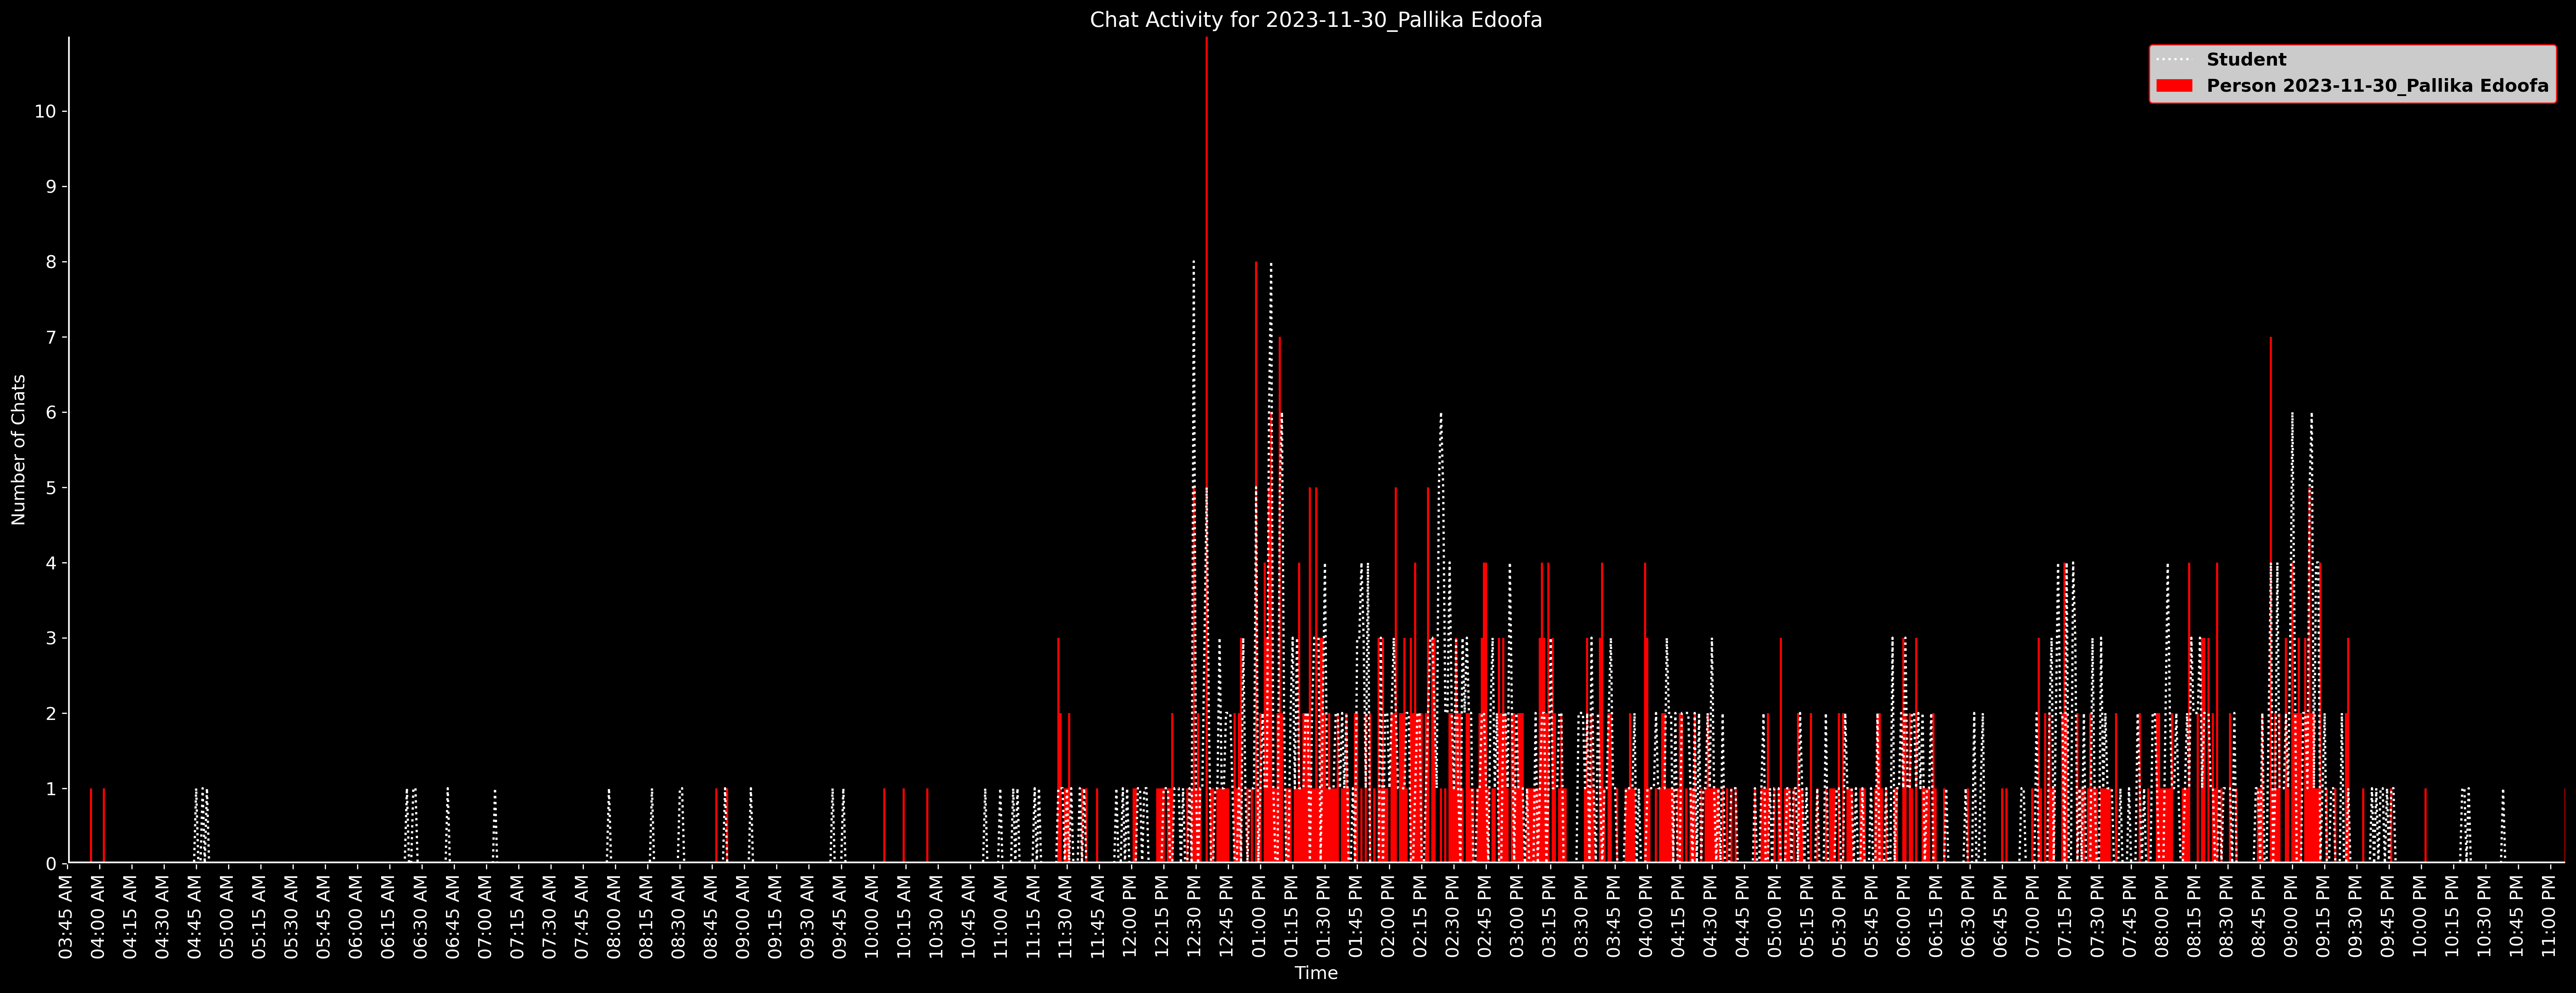 Chat Activity for 2023-11-30_Pallika Edoofa
Student
Person 2023-11-30_Pallika Edoofa
Number of Chats
10
9
8
7
6
5
4
3
2
1
0
03:45 AM
04:00 AM
04:15 AM
04:30 AM
04:45 AM
05:00 AM
05:15 AM
05:30 AM
05:45 AM
06:00 AM
06:15 AM
06:30 AM
06:45 AM
07:00 AM
07:15 AM
07:30 AM
07:45 AM
08:00 AM
08:15 AM
08:30 AM
08:45 AM
09:00 AM
09:15 AM
09:30 AM
09:45 AM
10:00 AM
10:15 AM
10:30 AM
10:45 AM
11:00 AM
11:15 AM
11:30 AM
11:45 AM
12:00 PM
12:15 PM
12:30 PM
12:45 PM
01:00 PM
01:15 PM
01:30 PM
01:45 PM
02:00 PM
02:15 PM
02:30 PM
02:45 PM
03:00 PM
03:15 PM
03:30 PM
03:45 PM
04:00 PM
04:15 PM
04:30 PM
04:45 PM
05:00 PM
05:15 PM
05:30 PM
05:45 PM
06:00 PM
06:15 PM
06:30 PM
06:45 PM
07:00 PM
07:15 PM
07:30 PM
07:45 PM
08:00 PM
08:15 PM
08:30 PM
08:45 PM
09:00 PM
09:15 PM
09:30 PM
09:45 PM
10:00 PM
10:15 PM
10:30 PM
10:45 PM
11:00 PM
Time